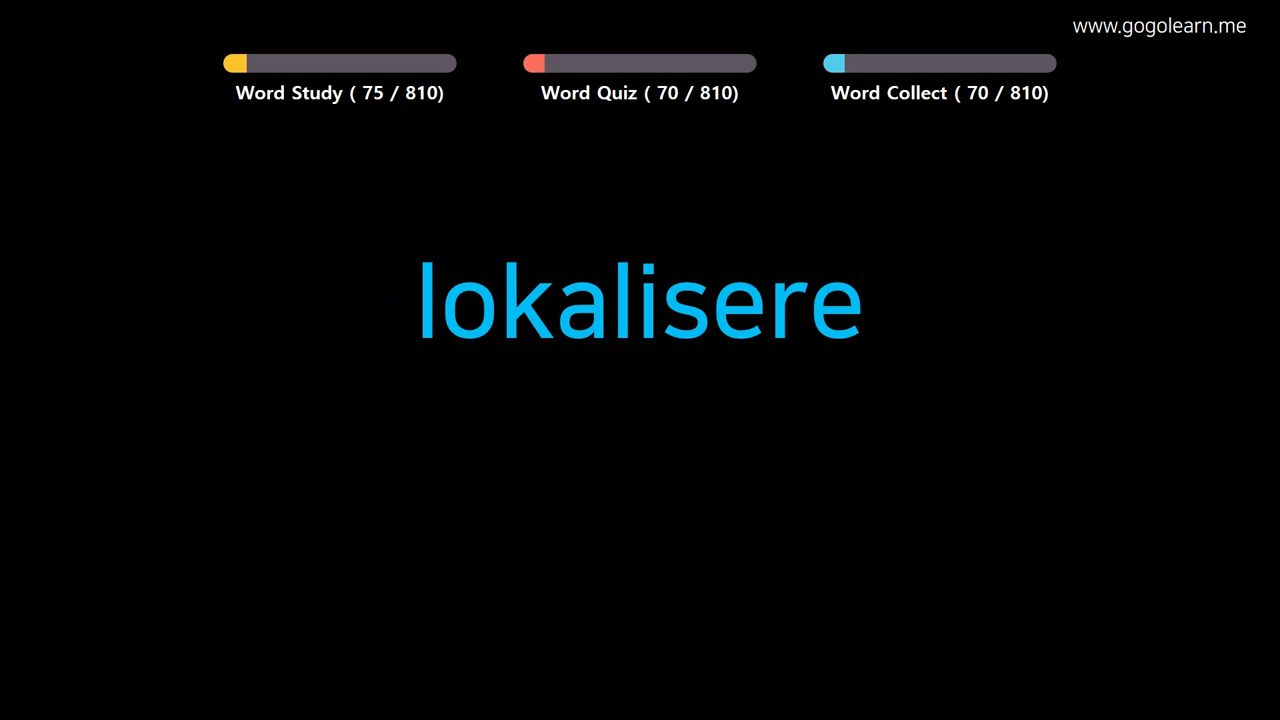 www.gogolearn.me
Word Study ( 75 / 810)
Word Quiz ( 70 / 810)
Word Collect ( 70 / 810)
lokalisere